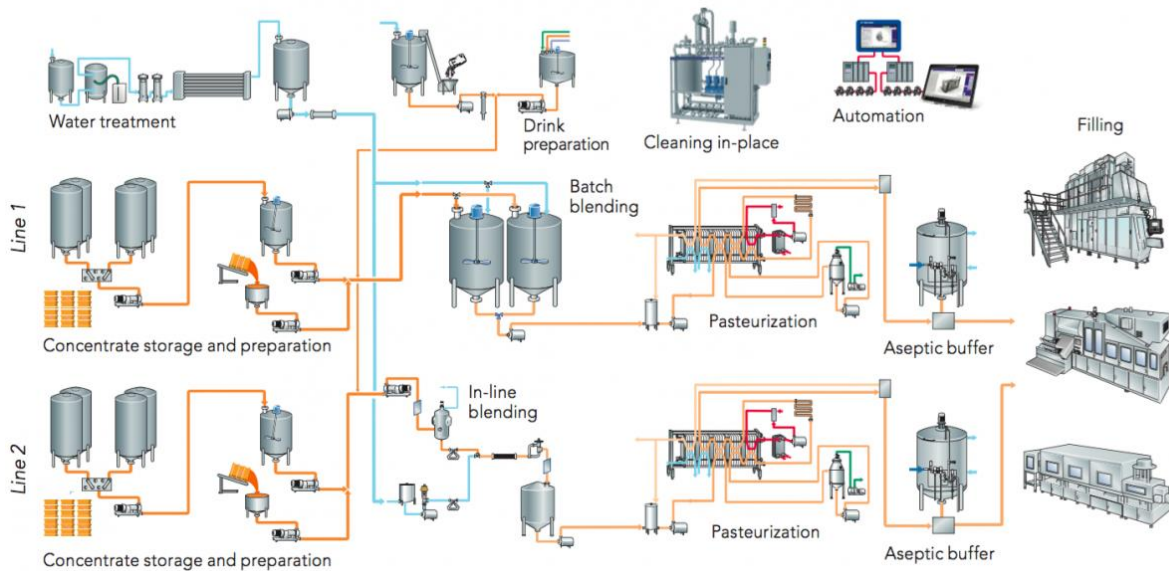 Water treatment
Drink
preparation
Cleaning in-place
Automation
Filling
Line 1
Batch
blending
Concentrate storage and preparation
Pasteurization
Aseptic buffer
Line 2
In-line
blending
Concentrate storage and preparation
Pasteurization
Aseptic buffer